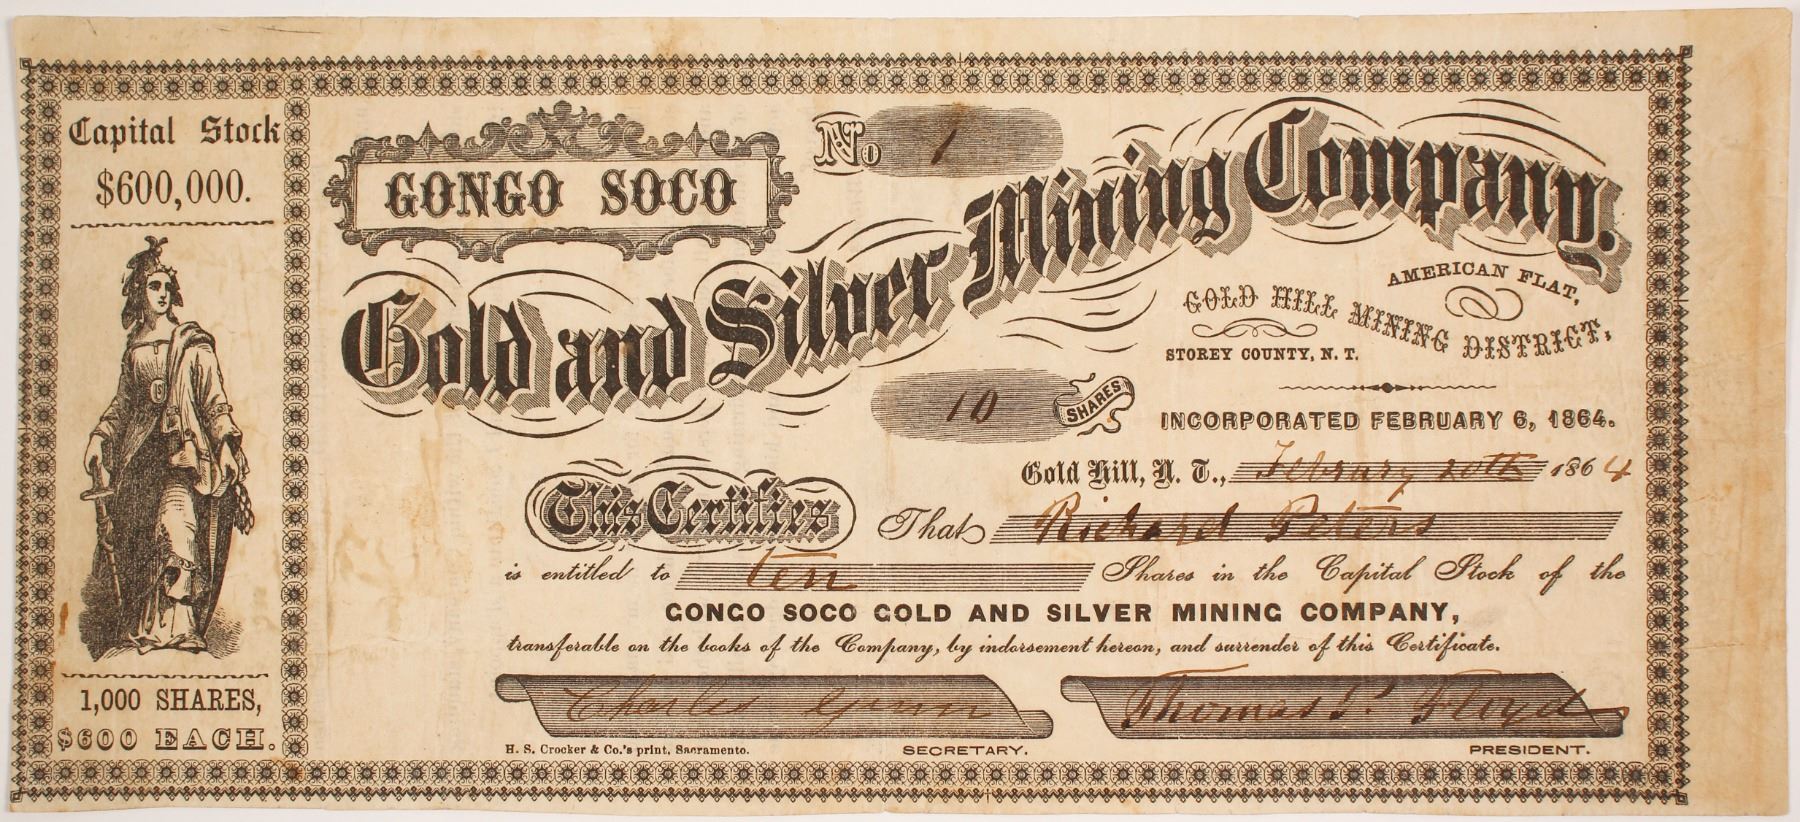 Capital Stock
$600,000.
1,000 SHARES,
$600 EACH.
GONGO SOCO
No. 1
Gold and Silver Mining Company.
AMERICAN FLAT,
GOLD HILL MINING DISTRICT,
STOREY COUNTY, N. T.
10 SHARES
INCORPORATED FEBRUARY 6, 1864.
Gold Hill, N. T., February 20th 1864
This Certifies That Richard Peters
is entitled to ten Shares in the Capital Stock of the
GONGO SOCO GOLD AND SILVER MINING COMPANY,
transferable on the books of the Company, by indorsement hereon, and surrender of this Certificate.
Charles Thomas P. Floyd
H. S. Crocker & Co.'s print, Sacramento. SECRETARY. PRESIDENT.